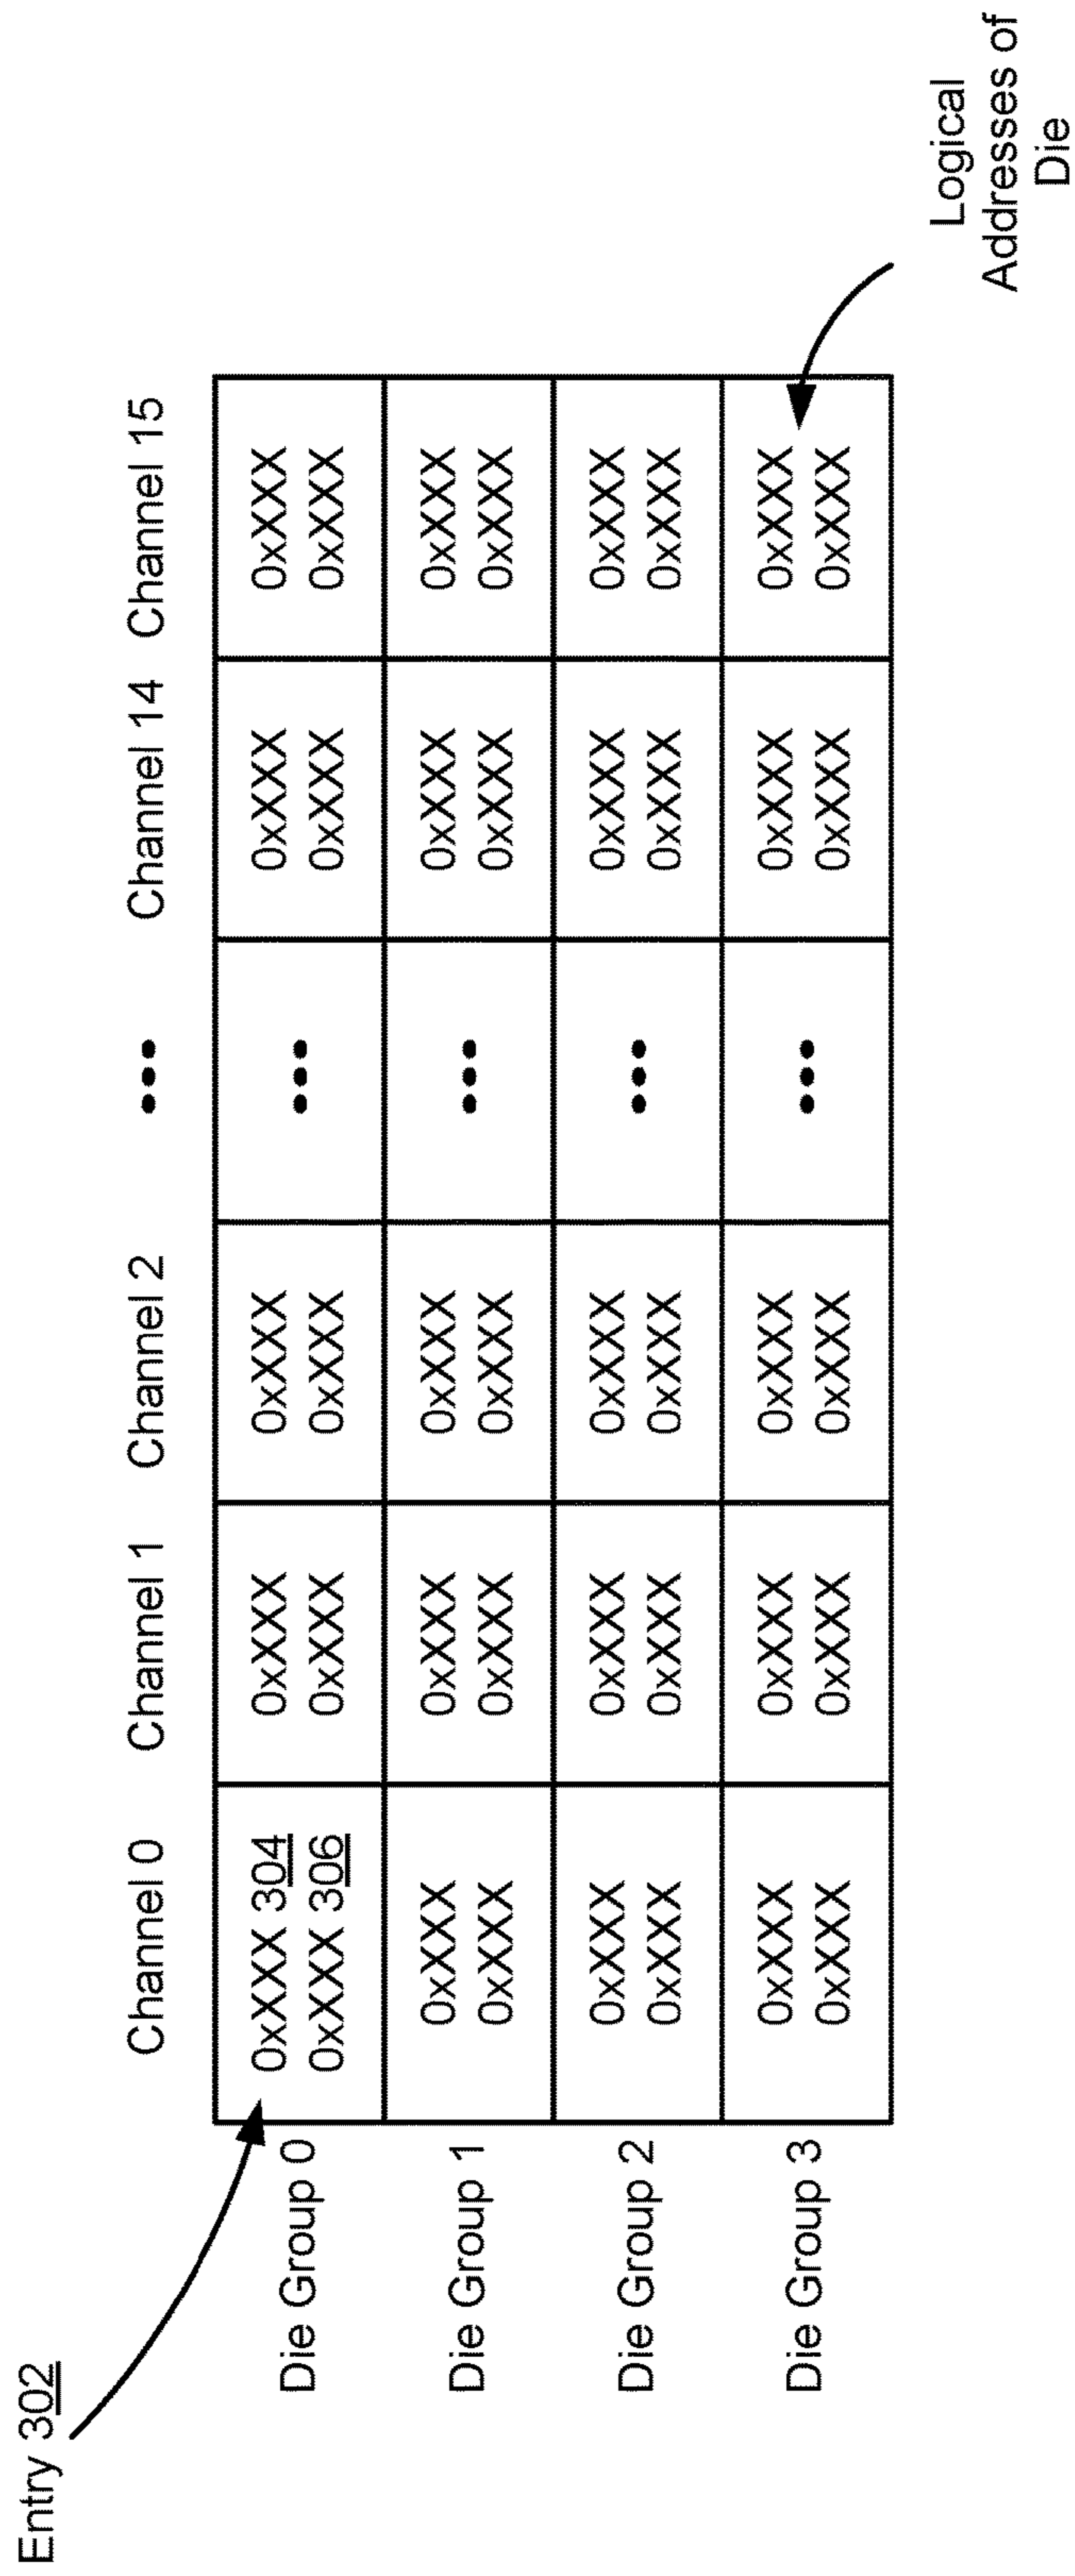 Entry 302
Channel 0 Channel 1 Channel 2 ••• Channel 14 Channel 15
Die Group 0
0xXXX 304 0xXXX 0xXXX ••• 0xXXX 0xXXX
0xXXX 306 0xXXX 0xXXX 0xXXX 0xXXX
Die Group 1
0xXXX 0xXXX 0xXXX ••• 0xXXX 0xXXX
0xXXX 0xXXX 0xXXX 0xXXX 0xXXX
Die Group 2
0xXXX 0xXXX 0xXXX ••• 0xXXX 0xXXX
0xXXX 0xXXX 0xXXX 0xXXX 0xXXX
Die Group 3
0xXXX 0xXXX 0xXXX ••• 0xXXX 0xXXX
0xXXX 0xXXX 0xXXX 0xXXX 0xXXX
Logical
Addresses of
Die